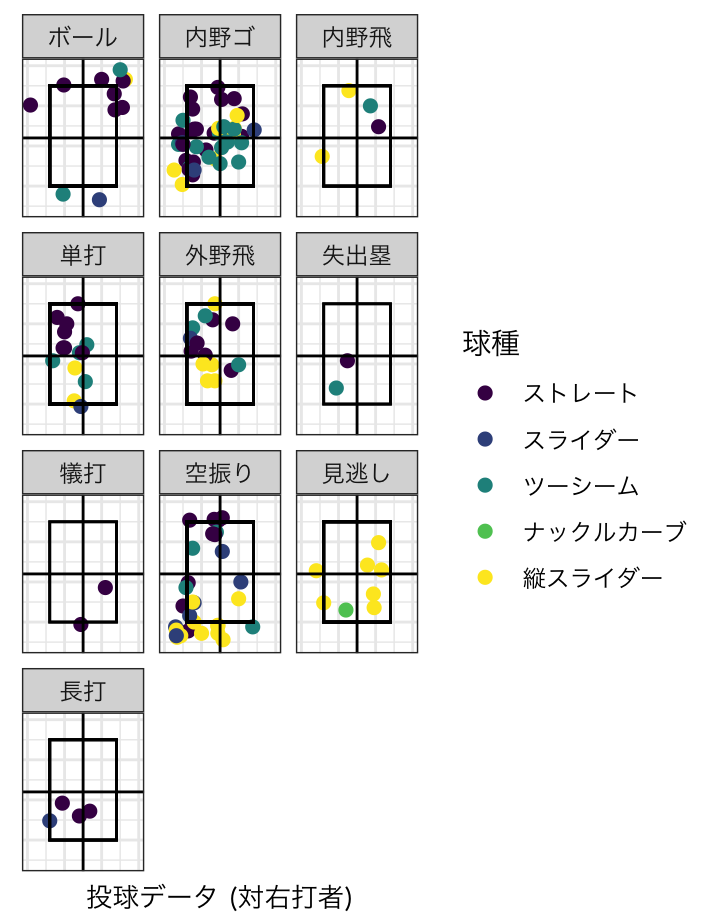 ボール
内野ゴ
内野飛
単打
外野飛
失出塁
犠打
空振り
見逃し
長打
球種
ストレート
スライダー
ツーシーム
ナックルカーブ
縦スライダー
投球データ (対右打者)